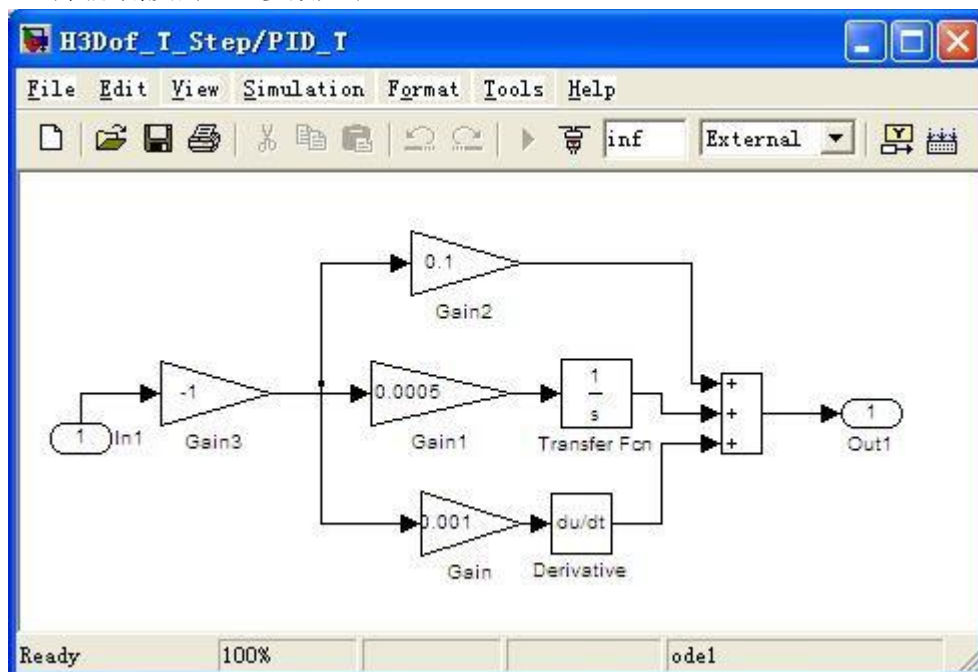 H3Dof_T_Step/PID_T
File Edit View Simulation Format Tools Help
inf External
0.1
Gain2
-1
Gain3
0.0005
Gain1
1
s
Transfer Fcn
+
+
+
1
In1
1
Out1
0.001
Gain
du/dt
Derivative
Ready 100% ode1